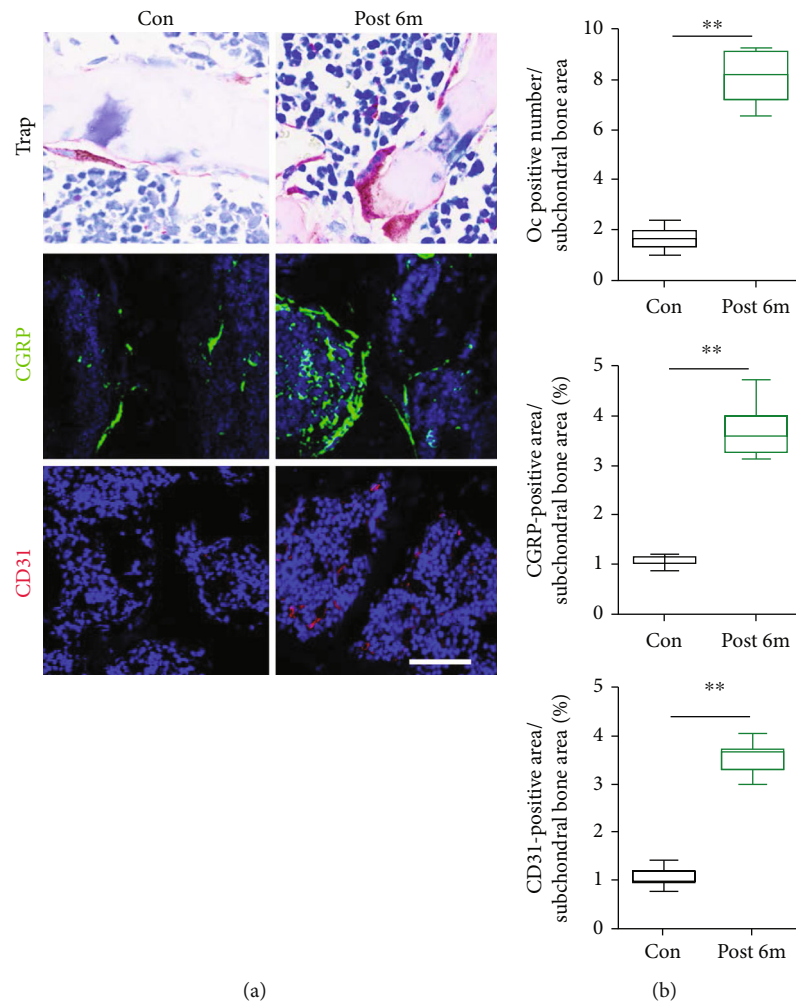 Con
Post 6m
Trap
CGRP
CD31
(a)
Oc positive number/
subchondral bone area
10
8
6
4
2
0
**
Con
Post 6m
CGRP-positive area/
subchondral bone area (%)
5
4
3
2
1
0
**
Con
Post 6m
CD31-positive area/
subchondral bone area (%)
5
4
3
2
1
0
**
Con
Post 6m
(b)